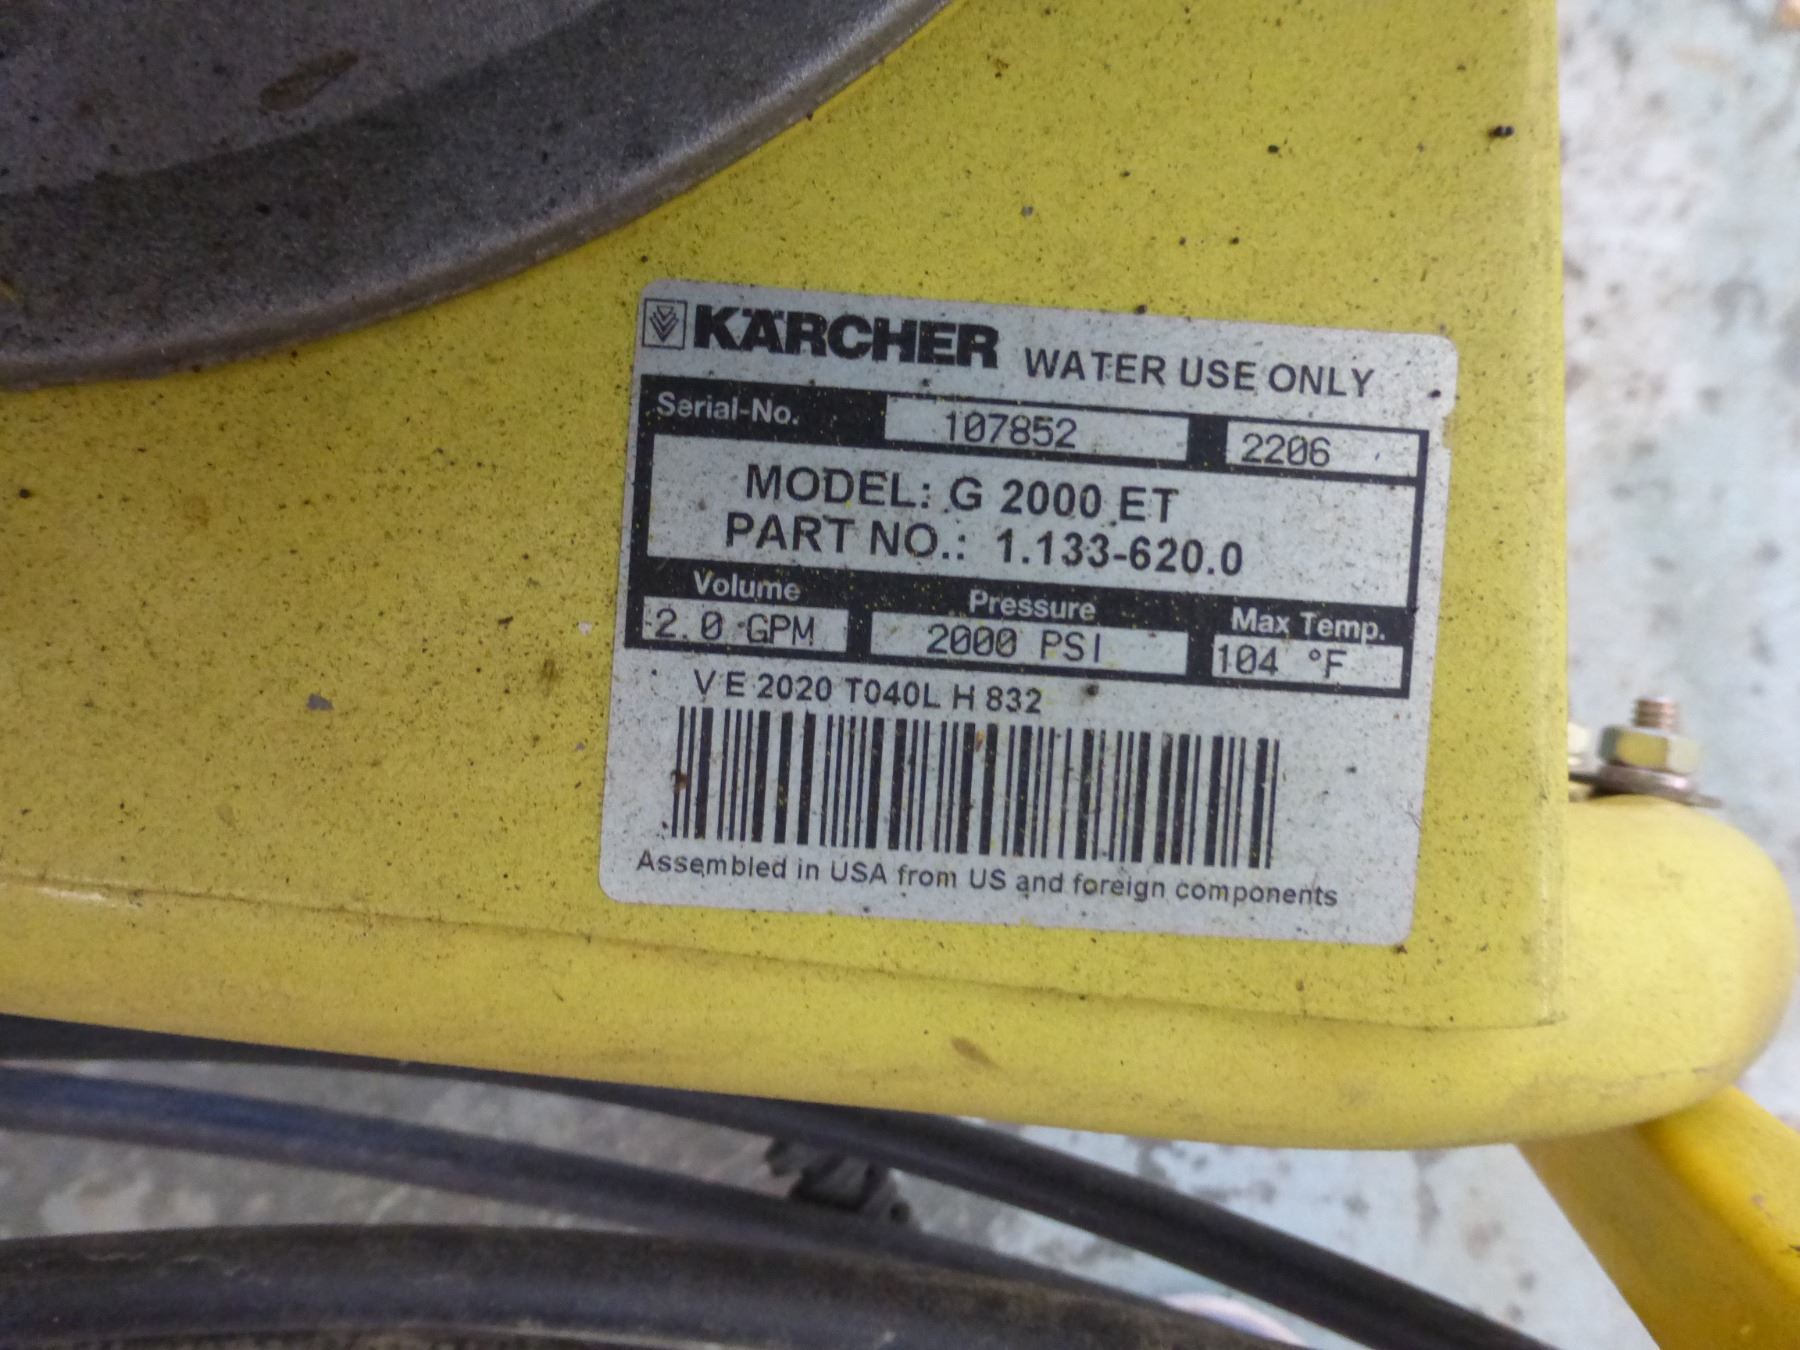 KÄRCHER WATER USE ONLY
Serial-No. 107852 2206
MODEL: G 2000 ET
PART NO.: 1.133-620.0
Volume Pressure Max Temp.
2.0 GPM 2000 PSI 104 °F
V E 2020 T040L H 832
Assembled in USA from US and foreign components